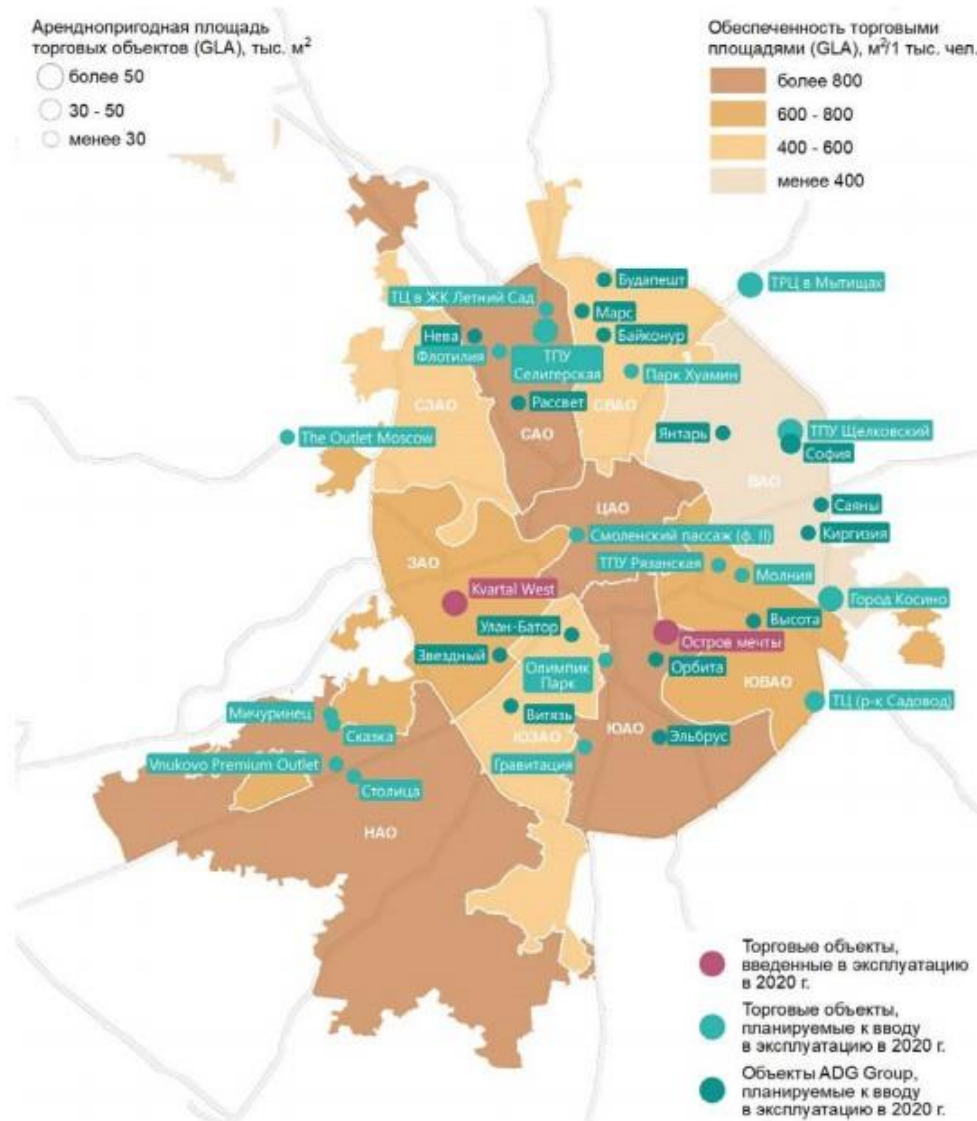 Арендопригодная площадь
торговых объектов (GLA), тыс. м²
более 50
30 - 50
менее 30
Обеспеченность торговыми
площадями (GLA), м²/1 тыс. чел.
более 800
600 - 800
400 - 600
менее 400
Будапешт
ТРЦ в Мытищах
ТЦ в ЖК Летний Сад
Марс
Нева
Байконур
Флотилия
ТПУ
Селигерская
Парк Хуамин
СЗАО
Рассвет
СВАО
САО
The Outlet Moscow
Янтарь
ТПУ Щелковский
София
ВАО
ЦАО
Саяны
Смоленский пассаж (ф. II)
Киргизия
ЗАО
ТПУ Рязанская
Молния
Kvartal West
Город Косино
Улан-Батор
Высота
Остров мечты
Звездный
Олимпик
Парк
Орбита
ЮВАО
Витязь
ТЦ (р-к Садовод)
Мичуринец
Сказка
ЮЗАО
ЮАО
Эльбрус
Vnukovo Premium Outlet
Гравитация
Столица
НАО
Торговые объекты,
введенные в эксплуатацию
в 2020 г.
Торговые объекты,
планируемые к вводу
в эксплуатацию в 2020 г.
Объекты ADG Group,
планируемые к вводу
в эксплуатацию в 2020 г.